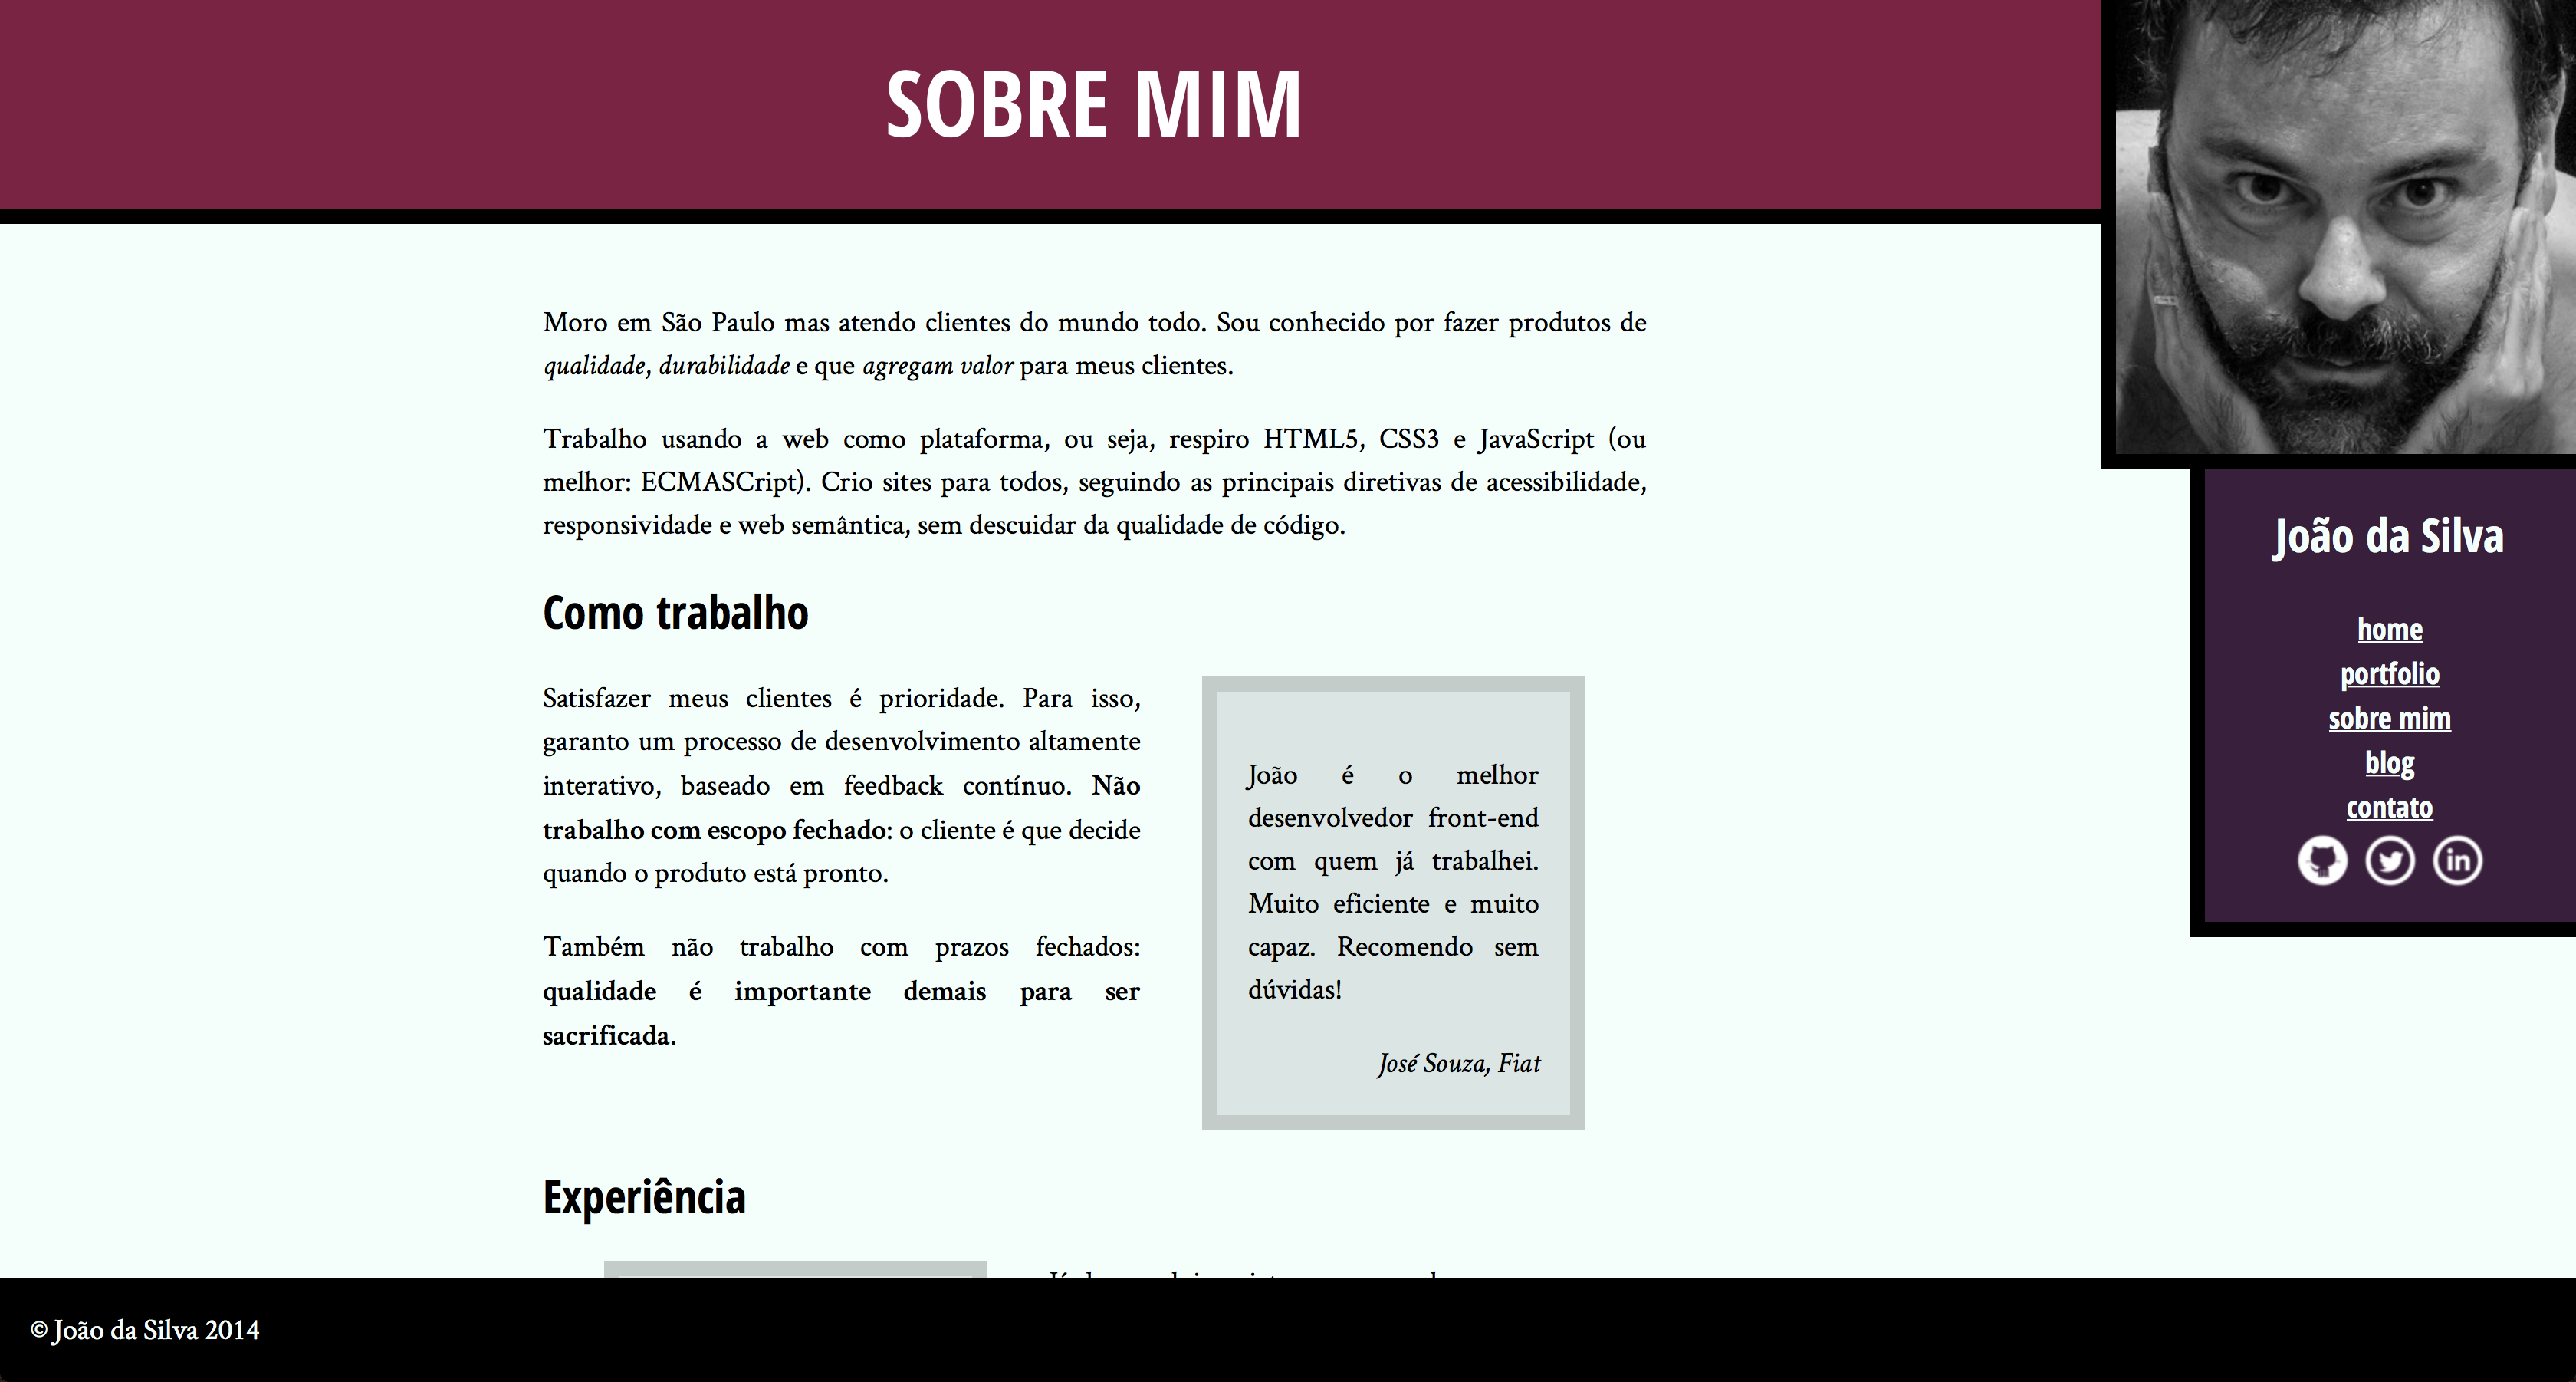 SOBRE MIM
Moro em São Paulo mas atendo clientes do mundo todo. Sou conhecido por fazer produtos de
qualidade, durabilidade e que agregam valor para meus clientes.
Trabalho usando a web como plataforma, ou seja, respiro HTML5, CSS3 e JavaScript (ou
melhor: ECMASCript). Crio sites para todos, seguindo as principais diretivas de acessibilidade,
responsividade e web semântica, sem descuidar da qualidade de código.
Como trabalho
Satisfazer meus clientes é prioridade. Para isso,
garanto um processo de desenvolvimento altamente
interativo, baseado em feedback contínuo. Não
trabalho com escopo fechado: o cliente é que decide
quando o produto está pronto.
Também não trabalho com prazos fechados:
qualidade é importante demais para ser
sacrificada.
João é o melhor
desenvolvedor front-end
com quem já trabalhei.
Muito eficiente e muito
capaz. Recomendo sem
dúvidas!
José Souza, Fiat
Experiência
João da Silva
home
portfolio
sobre mim
blog
contato
in
© João da Silva 2014